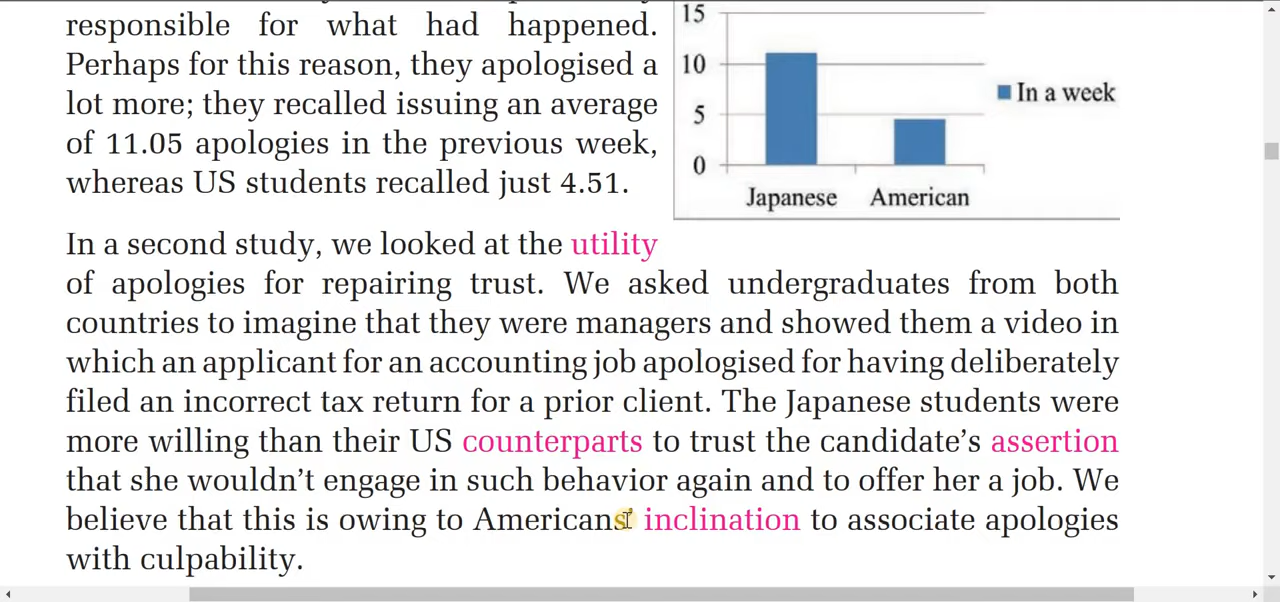 responsible for what had happened.
Perhaps for this reason, they apologised a
lot more; they recalled issuing an average
of 11.05 apologies in the previous week,
whereas US students recalled just 4.51.
15
10
5
0
Japanese American
In a week
In a second study, we looked at the utility
of apologies for repairing trust. We asked undergraduates from both
countries to imagine that they were managers and showed them a video in
which an applicant for an accounting job apologised for having deliberately
filed an incorrect tax return for a prior client. The Japanese students were
more willing than their US counterparts to trust the candidate’s assertion
that she wouldn’t engage in such behavior again and to offer her a job. We
believe that this is owing to Americans’ inclination to associate apologies
with culpability.